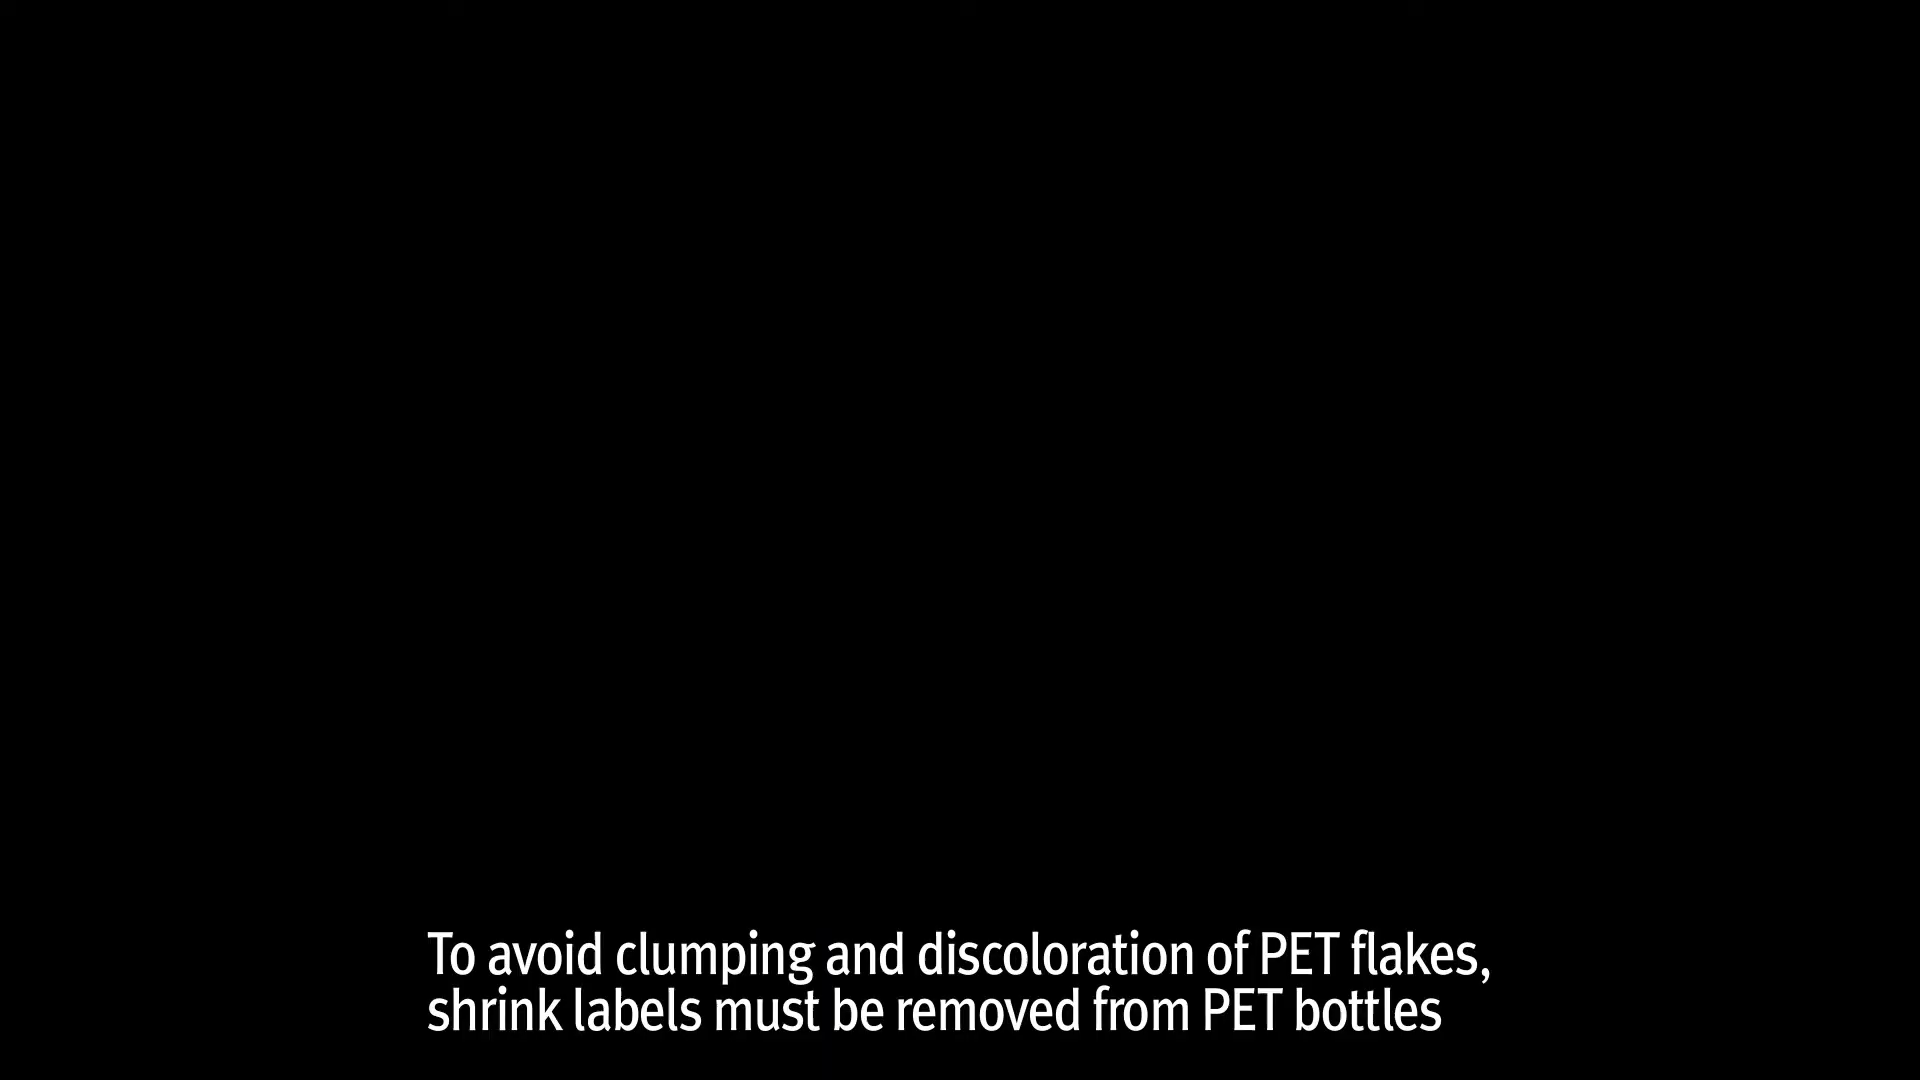 To avoid clumping and discoloration of PET flakes,
shrink labels must be removed from PET bottles